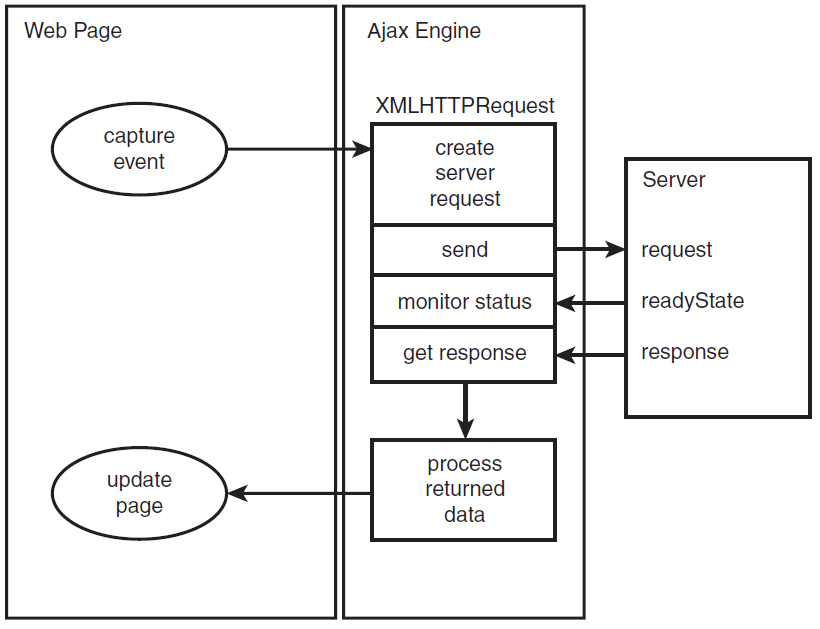 Web Page
Ajax Engine
XMLHTTPRequest
capture
event
create
server
request
send
monitor status
get response
Server
request
readyState
response
process
returned
data
update
page